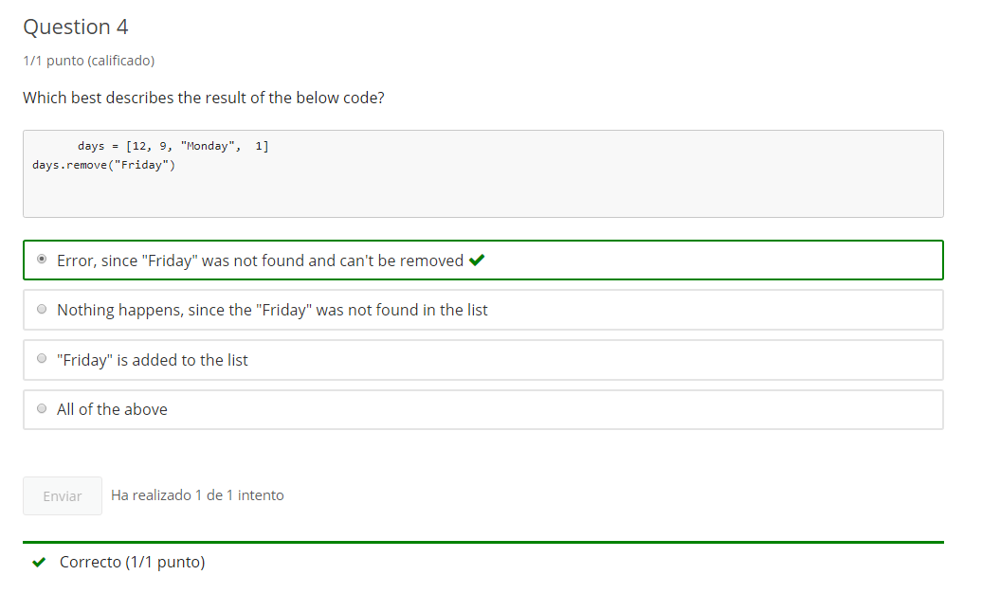 Question 4
1/1 punto (calificado)
Which best describes the result of the below code?
days = [12, 9, "Monday",  1]
days.remove("Friday")
Error, since "Friday" was not found and can't be removed
Nothing happens, since the "Friday" was not found in the list
"Friday" is added to the list
All of the above
Enviar Ha realizado 1 de 1 intento
Correcto (1/1 punto)